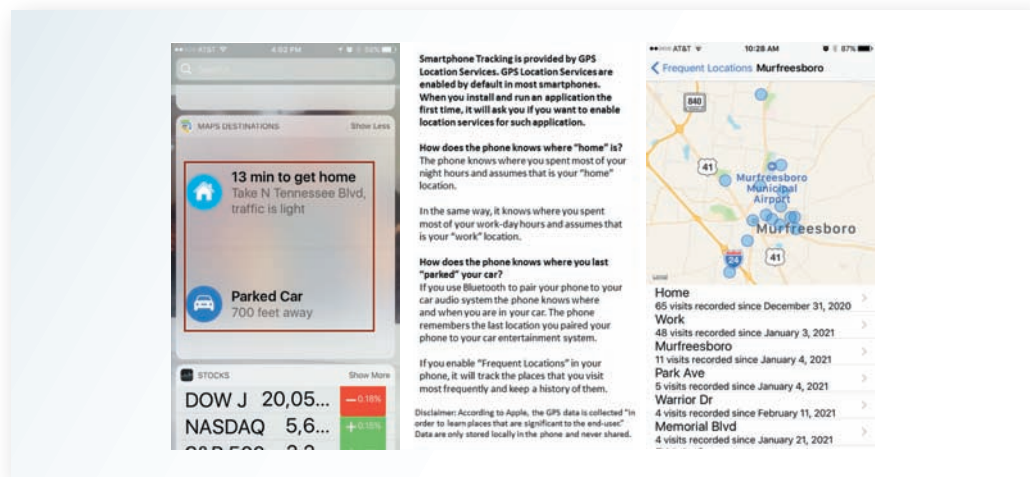 AT&T 4:02 PM 56%
Search
MAPS DESTINATIONS Show Less
13 min to get home
Take N Tennessee Blvd,
traffic is light
Parked Car
700 feet away
STOCKS Show More
DOW J 20,05... −0.18%
NASDAQ 5,6... +0.15%
Smartphone Tracking is provided by GPS
Location Services. GPS Location Services are
enabled by default in most smartphones.
When you install and run an application the
first time, it will ask you if you want to enable
location services for such application.
How does the phone knows where “home” is?
The phone knows where you spent most of your
night hours and assumes that is your “home”
location.
In the same way, it knows where you spent
most of your work-day hours and assumes that
is your “work” location.
How does the phone knows where you last
“parked” your car?
If you use Bluetooth to pair your phone to your
car audio system the phone knows where
and when you are in your car. The phone
remembers the last location you paired your
phone to your car entertainment system.
If you enable “Frequent Locations” in your
phone, it will track the places that you visit
most frequently and keep a history of them.
Disclaimer: According to Apple, the GPS data is collected “in
order to learn places that are significant to the end-user.”
Data are only stored locally in the phone and never shared.
AT&T 10:28 AM 87%
Frequent Locations Murfreesboro
840
41
Murfreesboro
Municipal
Airport
Murfreesboro
24
41
Legal
Home
65 visits recorded since December 31, 2020
Work
48 visits recorded since January 3, 2021
Murfreesboro
11 visits recorded since January 4, 2021
Park Ave
5 visits recorded since January 4, 2021
Warrior Dr
4 visits recorded since February 11, 2021
Memorial Blvd
4 visits recorded since January 21, 2021